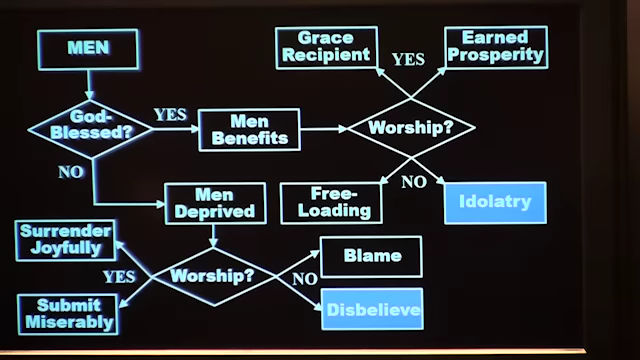 MEN
Grace
Recipient
YES
Earned
Prosperity
God-
Blessed?
YES
Men
Benefits
Worship?
NO
Men
Deprived
Free-
Loading
NO
Idolatry
Surrender
Joyfully
YES
Worship?
NO
Blame
Submit
Miserably
Disbelieve